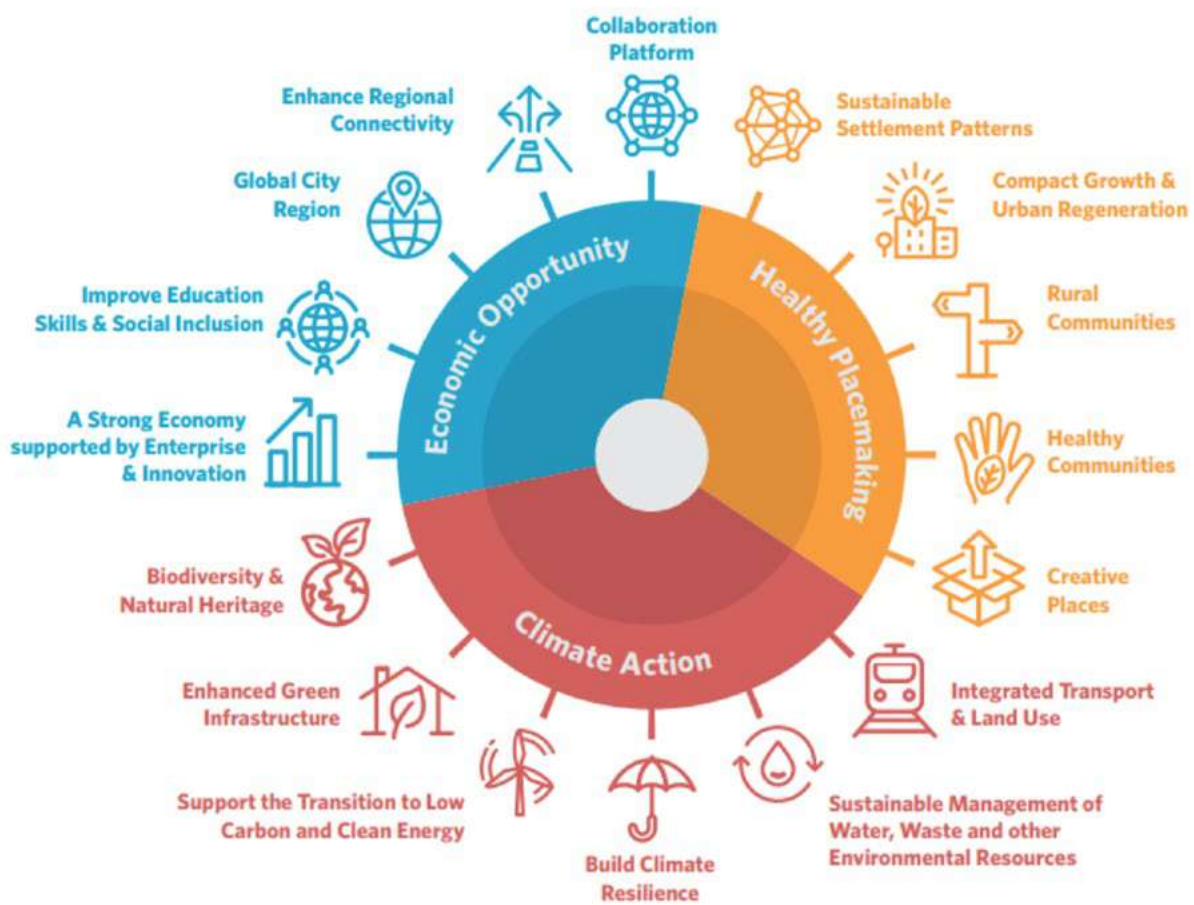 Collaboration
Platform
Enhance Regional
Connectivity
Global City
Region
Improve Education
Skills & Social Inclusion
A Strong Economy
supported by Enterprise
& Innovation
Sustainable
Settlement Patterns
Compact Growth &
Urban Regeneration
Rural
Communities
Healthy
Communities
Creative
Places
Economic Opportunity
Healthy Placemaking
Climate Action
Biodiversity &
Natural Heritage
Enhanced Green
Infrastructure
Support the Transition to Low
Carbon and Clean Energy
Build Climate
Resilience
Sustainable Management of
Water, Waste and other
Environmental Resources
Integrated Transport
& Land Use